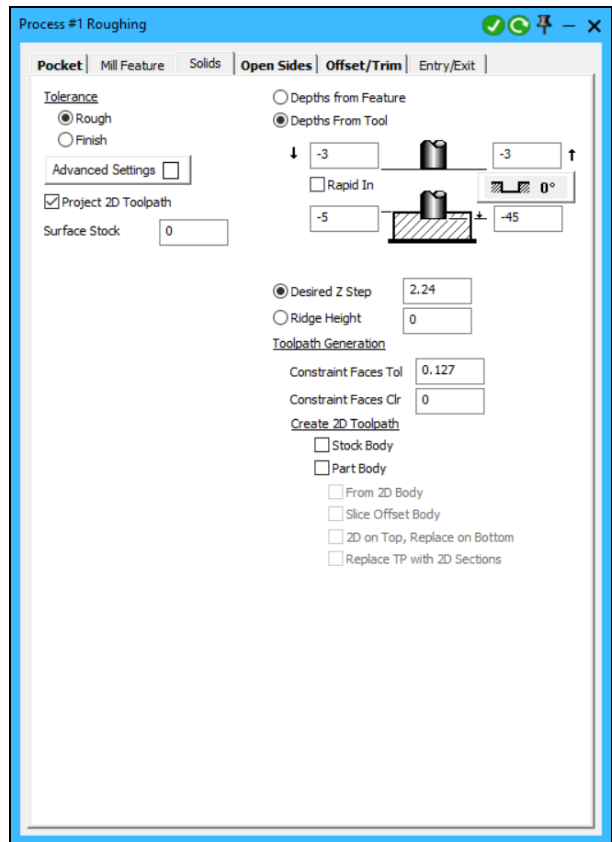 Process #1 Roughing
Pocket Mill Feature Solids Open Sides Offset/Trim Entry/Exit
Tolerance
Rough
Finish
Advanced Settings
Project 2D Toolpath
Surface Stock 0
Depths from Feature
Depths From Tool
-3 -3
Rapid In
0°
-5 -45
Desired Z Step 2.24
Ridge Height 0
Toolpath Generation
Constraint Faces Tol 0.127
Constraint Faces Clr 0
Create 2D Toolpath
Stock Body
Part Body
From 2D Body
Slice Offset Body
2D on Top, Replace on Bottom
Replace TP with 2D Sections